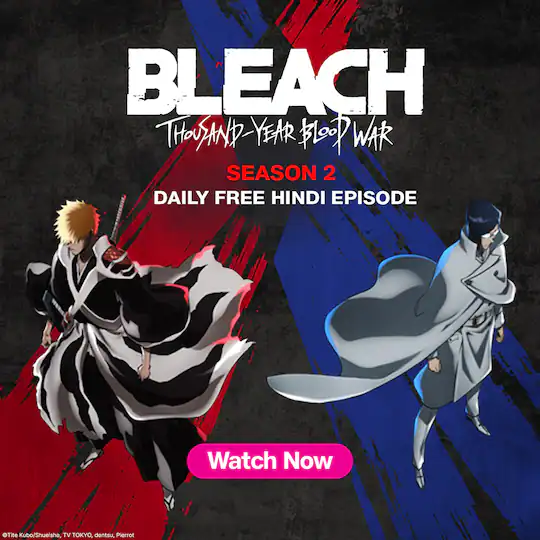 BLEACH
THOUSAND-YEAR BLOOD WAR
SEASON 2
DAILY FREE HINDI EPISODE
Watch Now
©Tite Kubo/Shueisha, TV TOKYO, dentsu, Pierrot